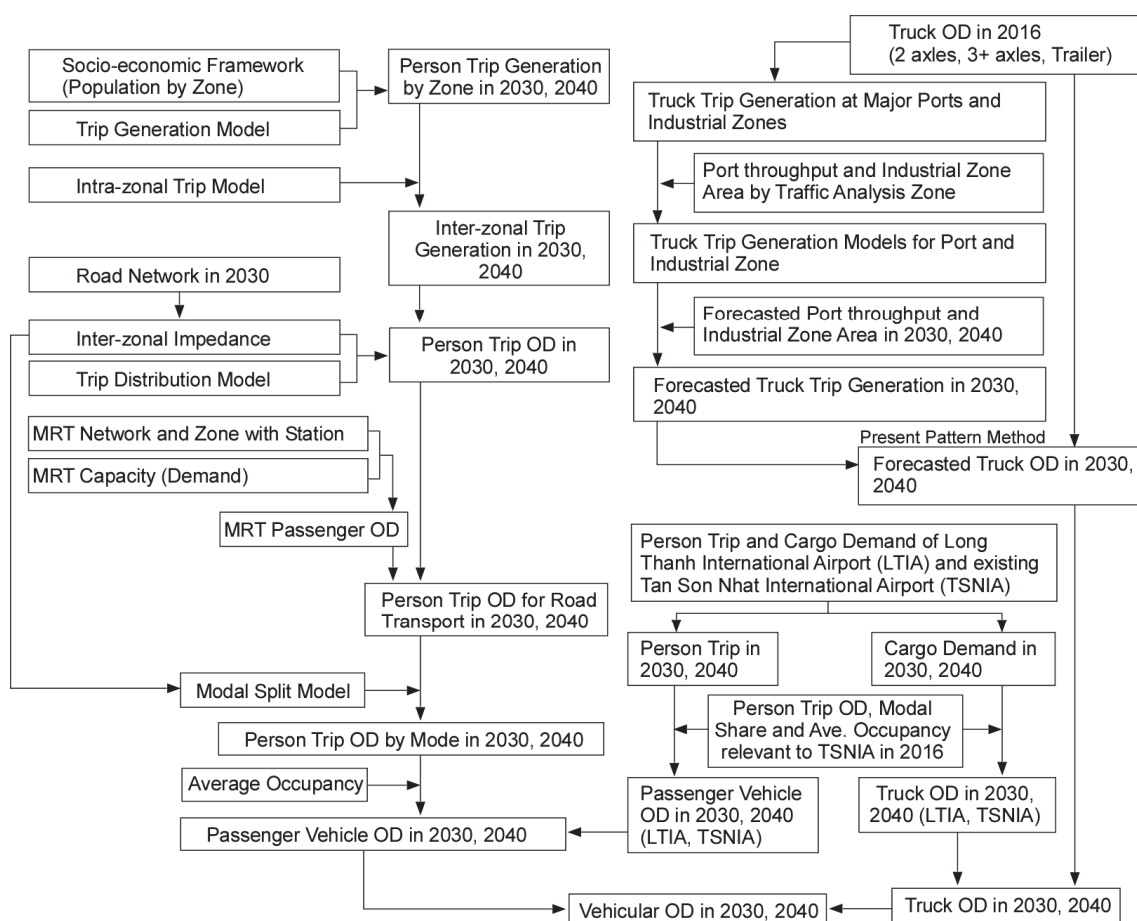 Socio-economic Framework
(Population by Zone)
Trip Generation Model
Person Trip Generation
by Zone in 2030, 2040
Intra-zonal Trip Model
Inter-zonal Trip
Generation in 2030,
2040
Road Network in 2030
Inter-zonal Impedance
Trip Distribution Model
Person Trip OD in
2030, 2040
MRT Network and Zone with Station
MRT Capacity (Demand)
MRT Passenger OD
Person Trip OD for Road
Transport in 2030, 2040
Modal Split Model
Person Trip OD by Mode in 2030, 2040
Average Occupancy
Passenger Vehicle OD in 2030, 2040
Truck OD in 2016
(2 axles, 3+ axles, Trailer)
Truck Trip Generation at Major Ports and
Industrial Zones
Port throughput and Industrial Zone
Area by Traffic Analysis Zone
Truck Trip Generation Models for Port and
Industrial Zone
Forecasted Port throughput and
Industrial Zone Area in 2030, 2040
Forecasted Truck Trip Generation in 2030,
2040
Present Pattern Method
Forecasted Truck OD in 2030,
2040
Person Trip and Cargo Demand of Long
Thanh International Airport (LTIA) and existing
Tan Son Nhat International Airport (TSNIA)
Person Trip in
2030, 2040
Cargo Demand in
2030, 2040
Person Trip OD, Modal
Share and Ave. Occupancy
relevant to TSNIA in 2016
Passenger Vehicle
OD in 2030, 2040
(LTIA, TSNIA)
Truck OD in 2030,
2040 (LTIA, TSNIA)
Vehicular OD in 2030, 2040
Truck OD in 2030, 2040